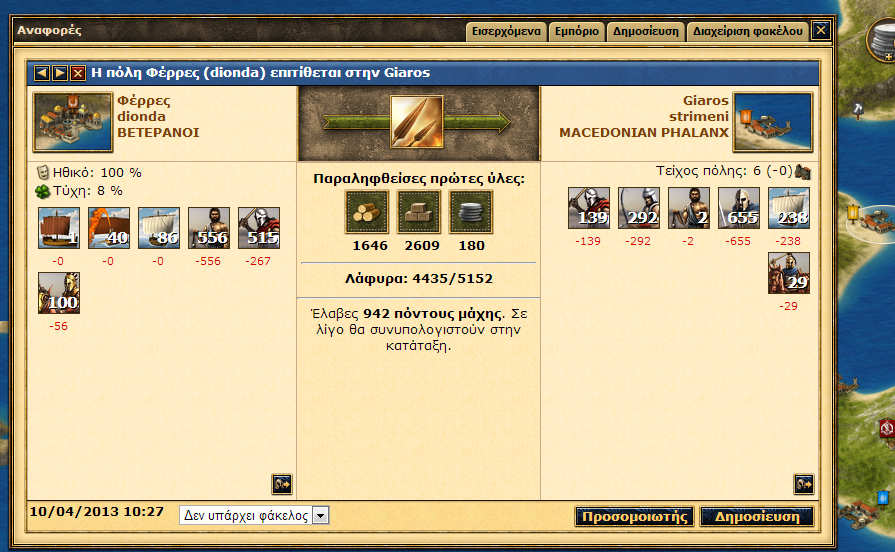 Αναφορές
Εισερχόμενα Εμπόριο Δημοσίευση Διαχείριση φακέλου
Η πόλη Φέρρες (dionda) επιτίθεται στην Giaros
Φέρρες
dionda
ΒΕΤΕΡΑΝΟΙ
Giaros
strimeni
MACEDONIAN PHALANX
Ηθικό: 100 %
Τύχη: 8 %
1 40 86 556 515
-0 -0 -0 -556 -267
100
-56
Παραληφθείσες πρώτες ύλες:
1646 2609 180
Λάφυρα: 4435/5152
Έλαβες 942 πόντους μάχης. Σε
λίγο θα συνυπολογιστούν στην
κατάταξη.
Τείχος πόλης: 6 (-0)
139 292 2 655 238
-139 -292 -2 -655 -238
29
-29
10/04/2013 10:27
Δεν υπάρχει φάκελος
Προσομοιωτής Δημοσίευση